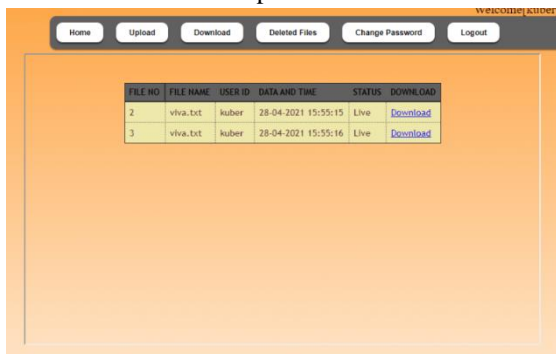 Welcome[kuber
Home Upload Download Deleted Files Change Password Logout
FILE NO FILE NAME USER ID DATA AND TIME STATUS DOWNLOAD
2 viva.txt kuber 28-04-2021 15:55:15 Live Download
3 viva.txt kuber 28-04-2021 15:55:16 Live Download